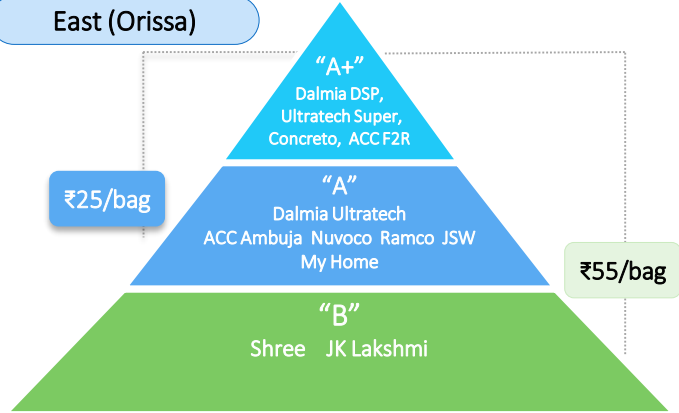 East (Orissa)
“A+”
Dalmia DSP,
Ultratech Super,
Concreto, ACC F2R
₹25/bag
“A”
Dalmia Ultratech
ACC Ambuja Nuvoco Ramco JSW
My Home
₹55/bag
“B”
Shree JK Lakshmi